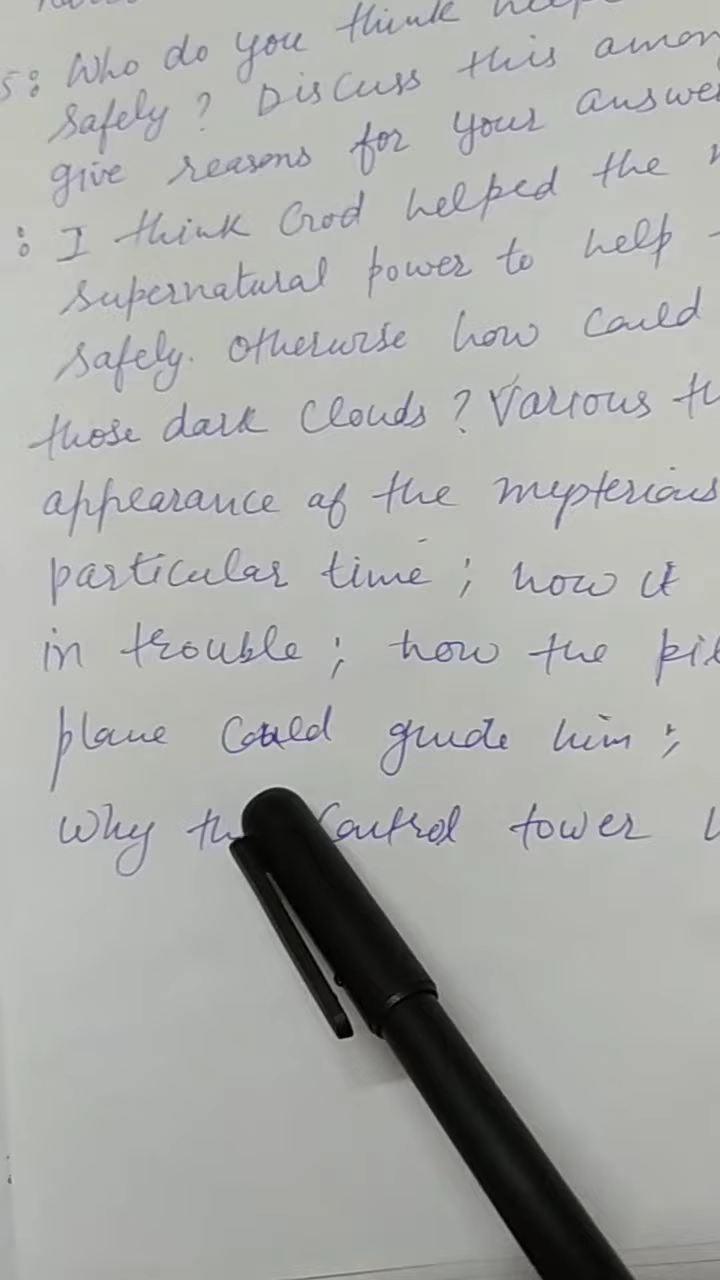 5: Who do you think
safely? Discuss this
give reasons for your
: I think God helped the
supernatural power to help
safely. Otherwise how could
those dark clouds? Various
appearance of the mysterious
particular time; how it
in trouble; how the
plane could guide him;
Why control tower